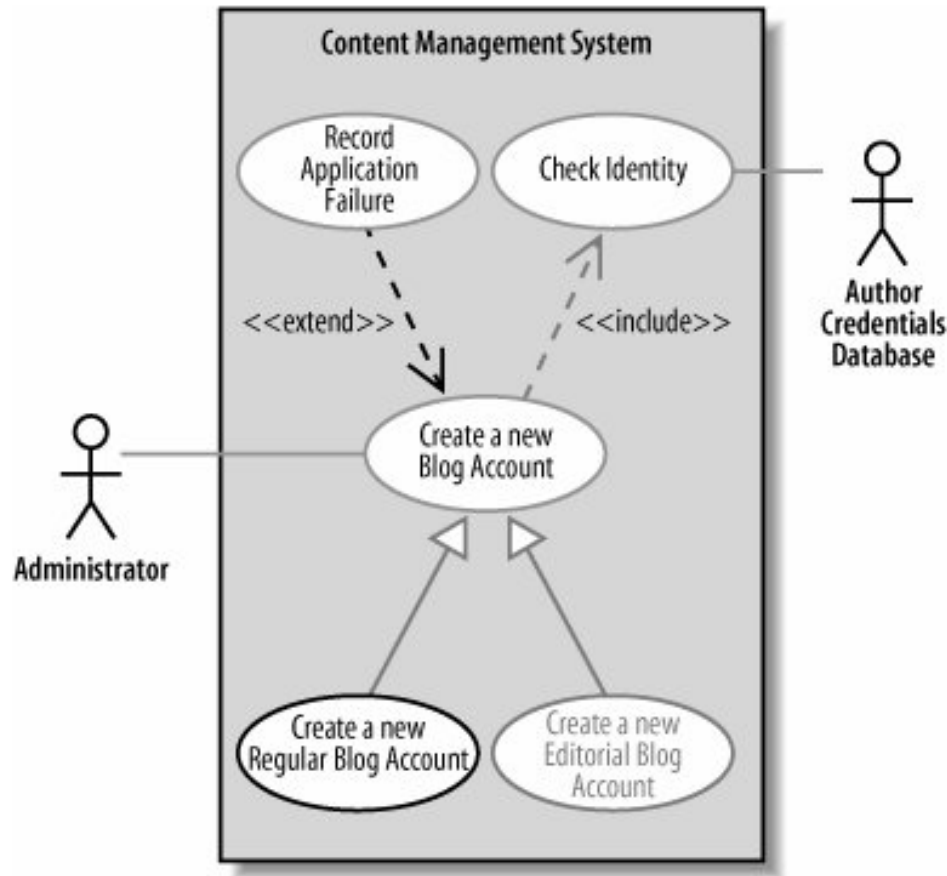 Content Management System
Record
Application
Failure
Check Identity
Author
Credentials
Database
<<extend>>
<<include>>
Create a new
Blog Account
Administrator
Create a new
Regular Blog Account
Create a new
Editorial Blog
Account